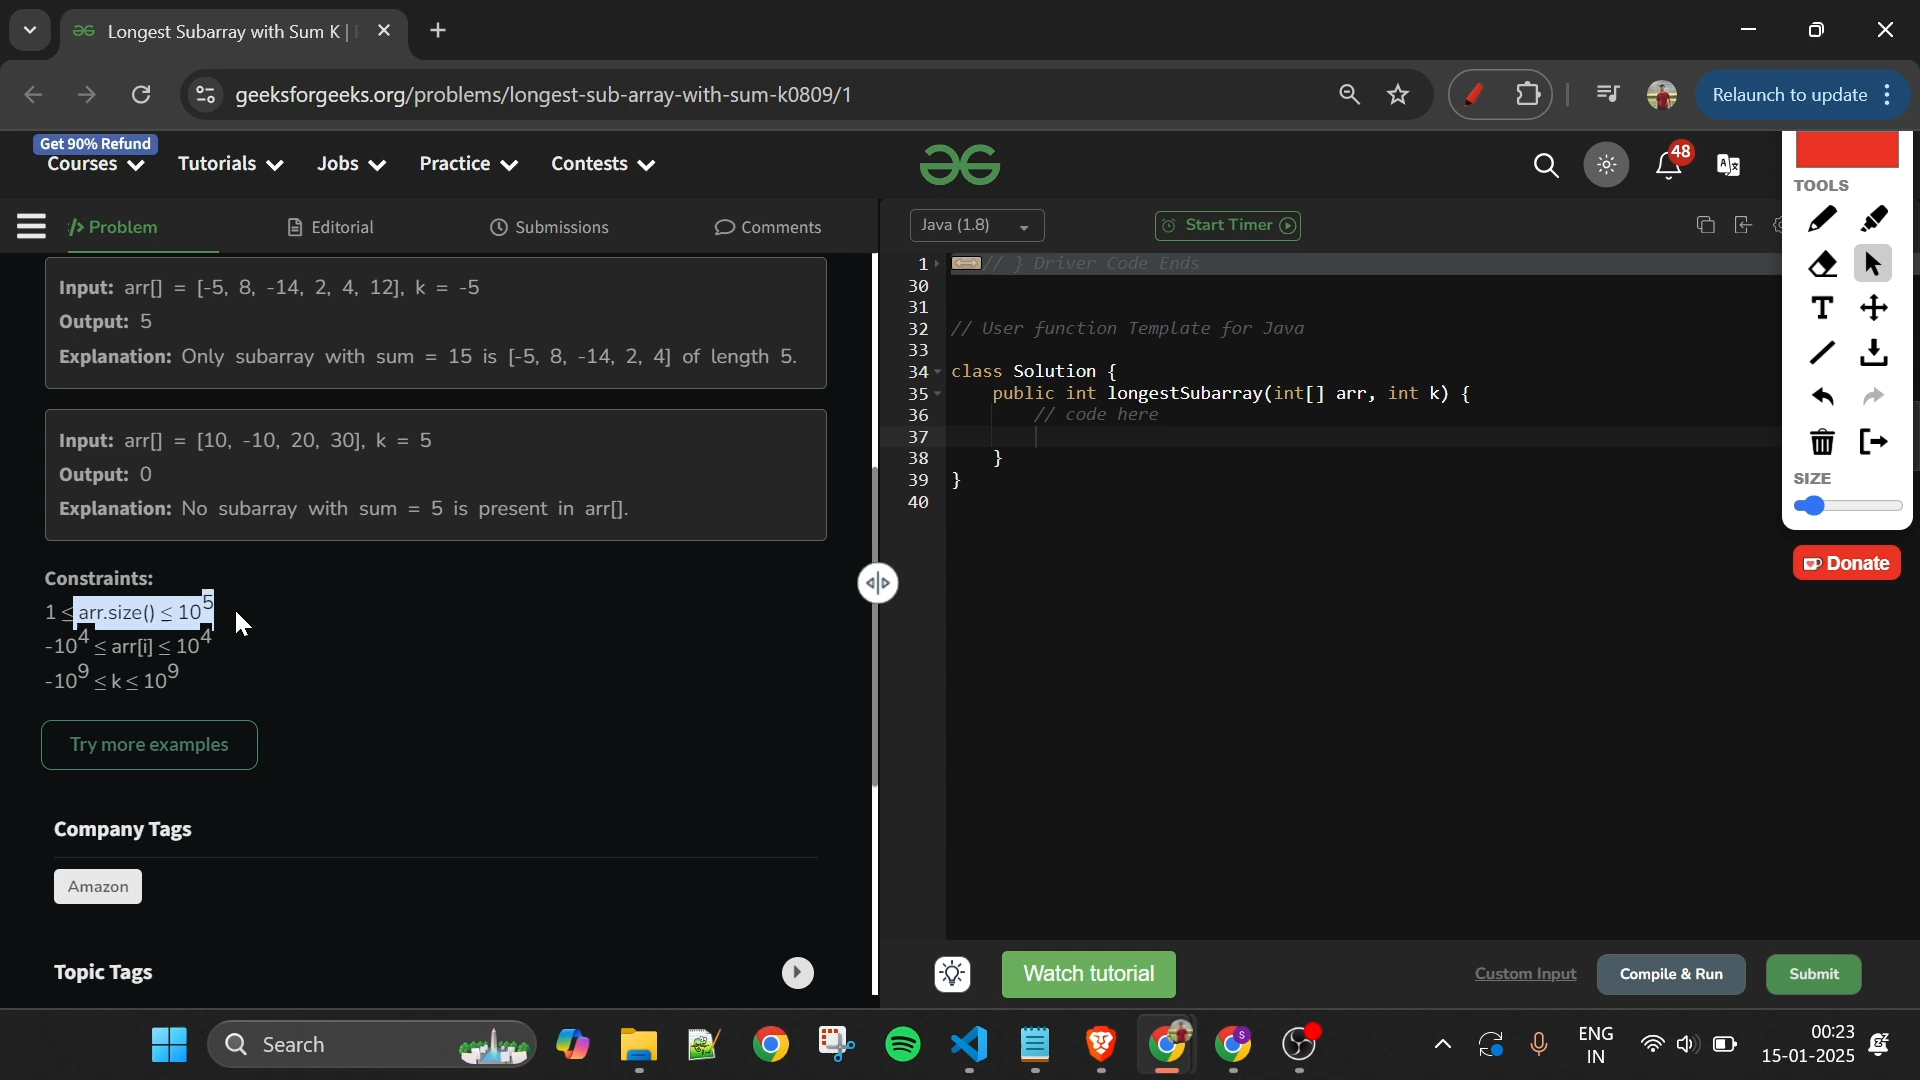 Longest Subarray with Sum K |
geeksforgeeks.org/problems/longest-sub-array-with-sum-k0809/1
Relaunch to update
Get 90% Refund
Courses
Tutorials
Jobs
Practice
Contests
48
</> Problem
Editorial
Submissions
Comments
Java (1.8)
Start Timer
Input: arr[] = [-5, 8, -14, 2, 4, 12], k = -5
Output: 5
Explanation: Only subarray with sum = 15 is [-5, 8, -14, 2, 4] of length 5.
Input: arr[] = [10, -10, 20, 30], k = 5
Output: 0
Explanation: No subarray with sum = 5 is present in arr[].
Constraints:
1 ≤ arr.size() ≤ 10^5
-10^4 ≤ arr[i] ≤ 10^4
-10^9 ≤ k ≤ 10^9
Try more examples
Company Tags
Amazon
Topic Tags
1 // } Driver Code Ends
30
31
32 // User function Template for Java
33
34 class Solution {
35 public int longestSubarray(int[] arr, int k) {
36 // code here
37
38 }
39 }
40
TOOLS
T
SIZE
Donate
Watch tutorial
Custom Input
Compile & Run
Submit
Search
ENG
IN
00:23
15-01-2025